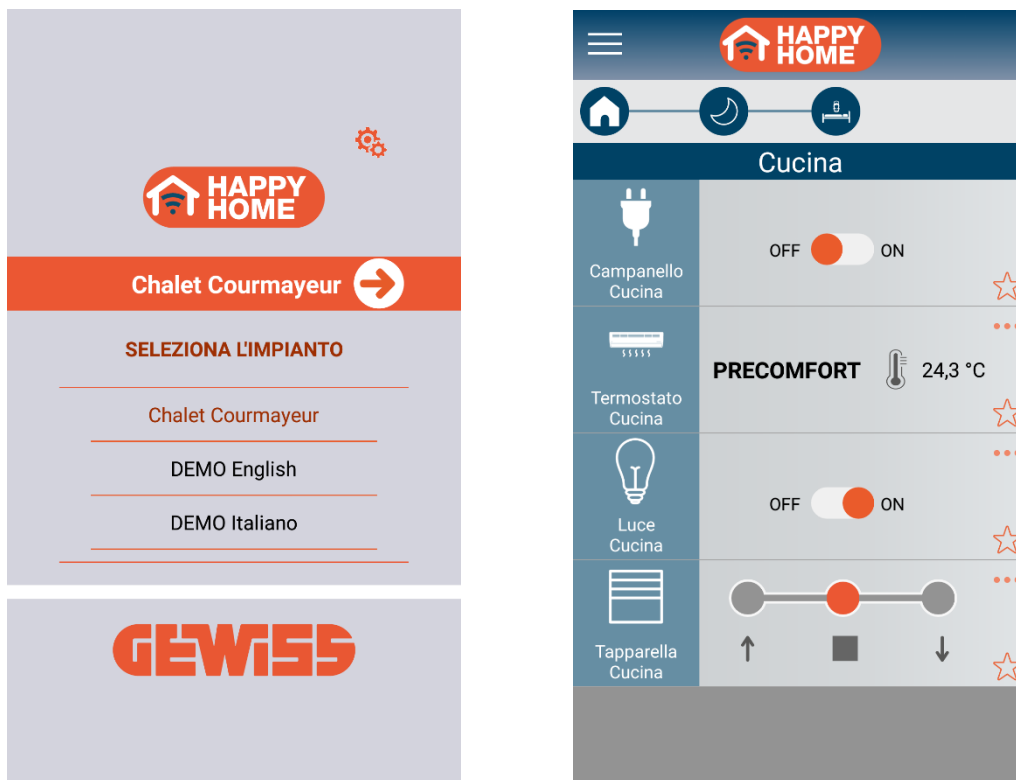 HAPPY
HOME
Chalet Courmayeur
SELEZIONA L'IMPIANTO
Chalet Courmayeur
DEMO English
DEMO Italiano
GEWiSS
HAPPY
HOME
Cucina
Campanello
Cucina
OFF ON
Termostato
Cucina
PRECOMFORT 24,3 °C
Luce
Cucina
OFF ON
Tapparella
Cucina